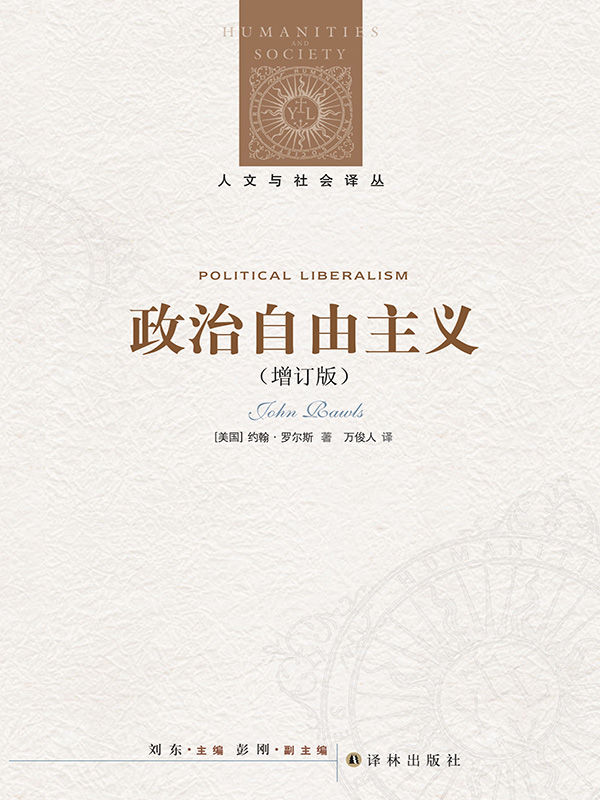 HUMANITIES
AND
SOCIETY
YL
人文与社会译丛
POLITICAL LIBERALISM
政治自由主义
（增订版）
John Rawls
[美国] 约翰·罗尔斯 著 万俊人 译
HUMANITIES
刘东·主编 彭刚·副主编
译林出版社